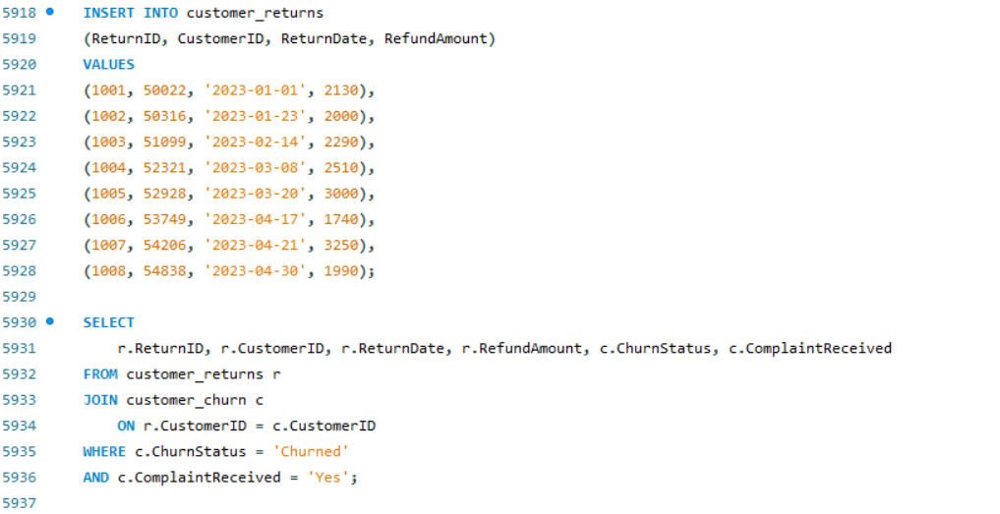 5918 INSERT INTO customer_returns
5919 (ReturnID, CustomerID, ReturnDate, RefundAmount)
5920 VALUES
5921 (1001, 50022, '2023-01-01', 2130),
5922 (1002, 50316, '2023-01-23', 2000),
5923 (1003, 51099, '2023-02-14', 2290),
5924 (1004, 52321, '2023-03-08', 2510),
5925 (1005, 52928, '2023-03-20', 3000),
5926 (1006, 53749, '2023-04-17', 1740),
5927 (1007, 54206, '2023-04-21', 3250),
5928 (1008, 54838, '2023-04-30', 1990);
5929
5930 SELECT
5931 r.ReturnID, r.CustomerID, r.ReturnDate, r.RefundAmount, c.ChurnStatus, c.ComplaintReceived
5932 FROM customer_returns r
5933 JOIN customer_churn c
5934 ON r.CustomerID = c.CustomerID
5935 WHERE c.ChurnStatus = 'Churned'
5936 AND c.ComplaintReceived = 'Yes';
5937